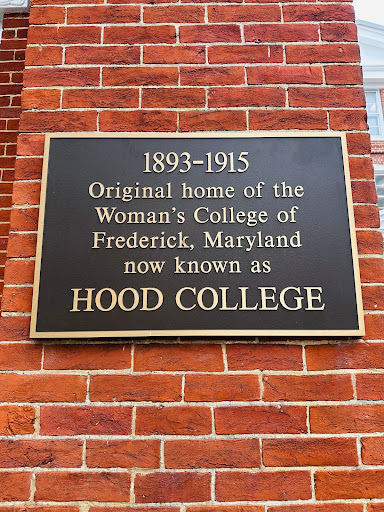 1893-1915
Original home of the
Woman's College of
Frederick, Maryland
now known as
HOOD COLLEGE